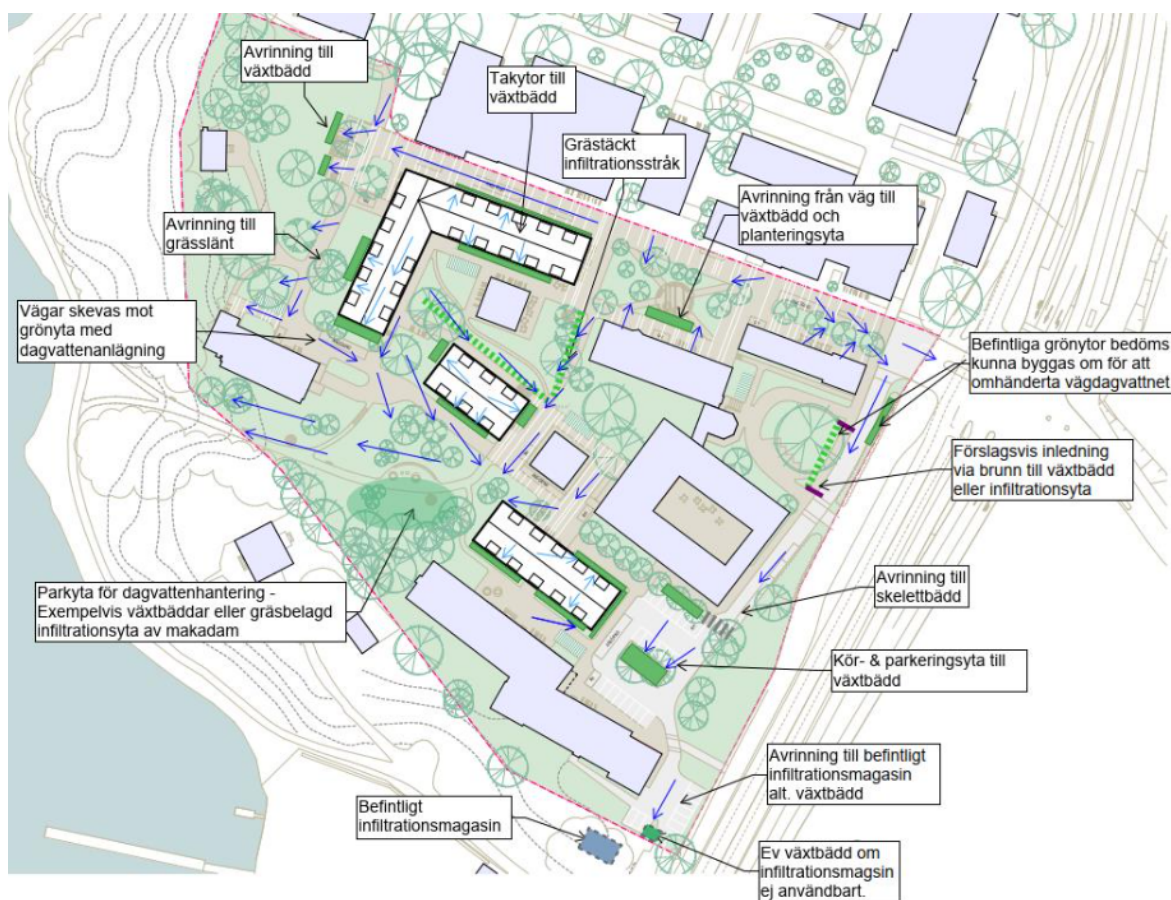 Avrinning till
växtbädd
Takytor till
växtbädd
Grästäckt
infiltrationsstråk
Avrinning från väg till
växtbädd och
planteringsyta
Avrinning till
grässlänt
Vägar skevas mot
grönyta med
dagvattenanlägning
Befintliga grönytor bedöms
kunna byggas om för att
omhänderta vägdagvattnet
Förslagsvis inledning
via brunn till växtbädd
eller infiltrationsyta
Parkyta för dagvattenhantering -
Exempelvis växtbäddar eller gräsbelagd
infiltrationsyta av makadam
Avrinning till
skelettbädd
Kör- & parkeringsyta till
växtbädd
Avrinning till befintligt
infiltrationsmagasin
alt. växtbädd
Befintligt
infiltrationsmagasin
Ev växtbädd om
infiltrationsmagsin
ej användbart.